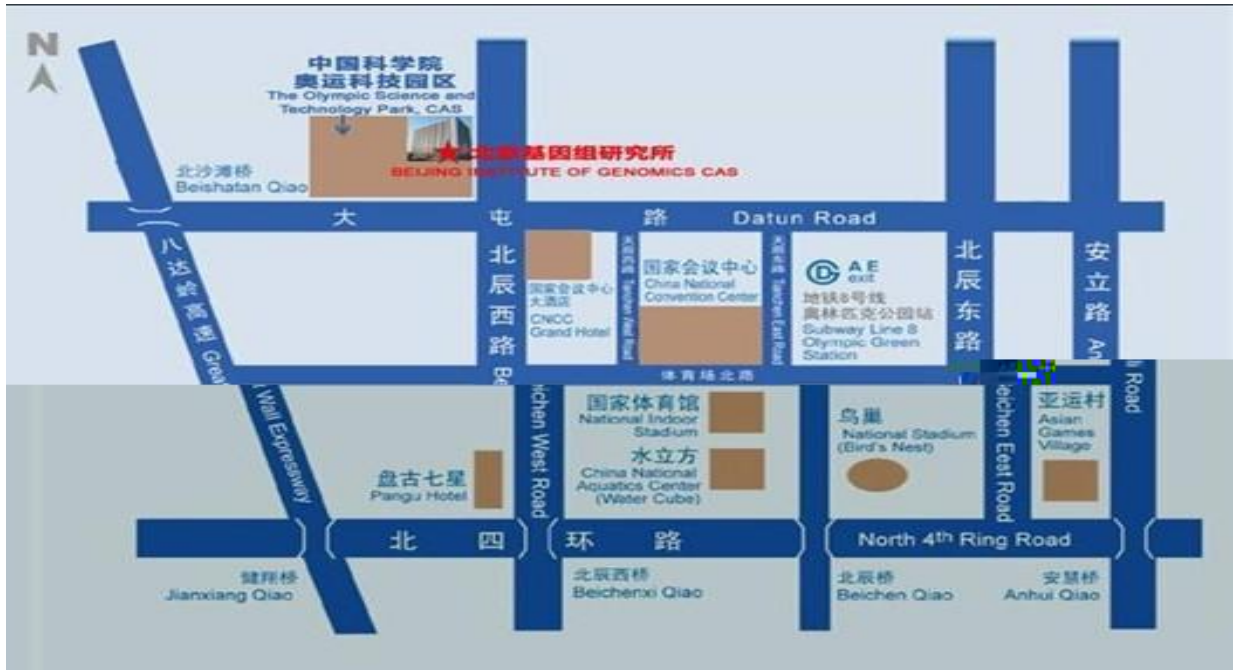 N
中国科学院
奥运科技园区
The Olympic Science and
Technology Park, CAS
北京基因组研究所
BEIJING INSTITUTE OF GENOMICS CAS
北沙滩桥
Beishatan Qiao
大 屯 路 Datun Road
八达岭高速 Great Wall Expressway
北辰西路 Beichen West Road
国家会议中心
大酒店
CNCC
Grand Hotel
天辰西路 Tianchen West Road
国家会议中心
China National
Convention Center
天辰东路 Tianchen East Road
A E
exit
地铁8号线
奥林匹克公园站
Subway Line 8
Olympic Green
Station
北辰东路
Beichen Eest Road
安立路
Road
体育场北路
国家体育馆
National Indoor
Stadium
水立方
China National
Aquatics Center
(Water Cube)
鸟巢
National Stadium
(Bird's Nest)
亚运村
Asian
Games
Village
盘古七星
Pangu Hotel
北 四 环 路 North 4th Ring Road
健翔桥
Jianxiang Qiao
北辰西桥
Beichenxi Qiao
北辰桥
Beichen Qiao
安慧桥
Anhui Qiao